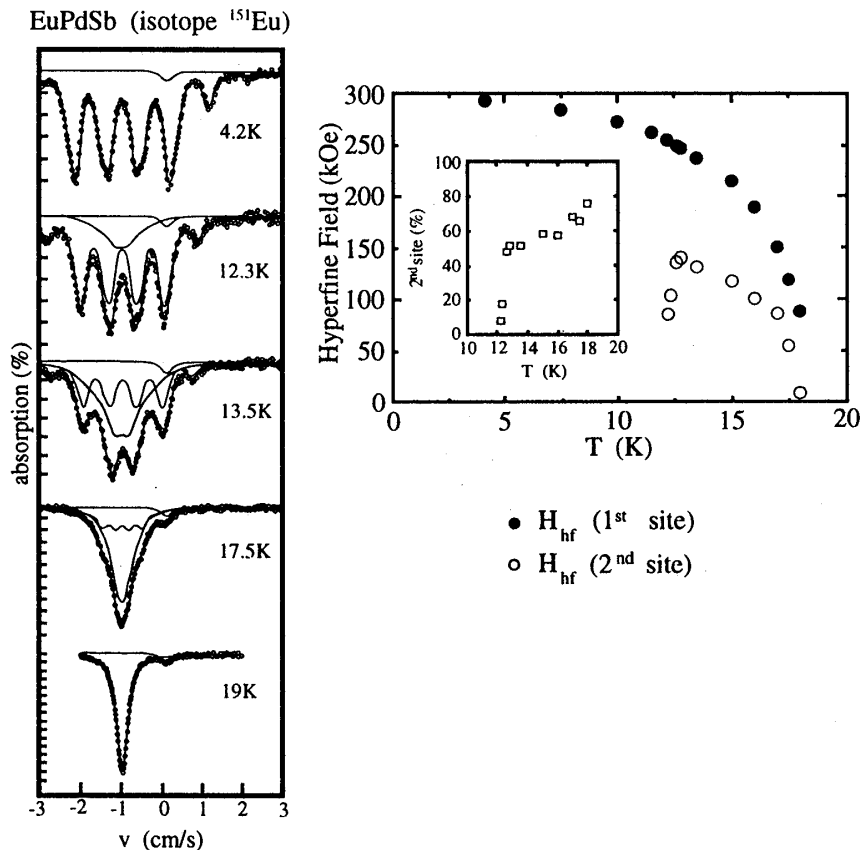 EuPdSb (isotope ¹⁵¹Eu)
absorption (%)
4.2K
12.3K
13.5K
17.5K
19K
-3 -2 -1 0 1 2 3
v (cm/s)
Hyperfine Field (kOe)
300
250
200
150
100
50
0
0 5 10 15 20
T (K)
2ⁿᵈ site (%)
100
80
60
40
20
0
10 12 14 16 18 20
T (K)
● H_hf (1ˢᵗ site)
○ H_hf (2ⁿᵈ site)